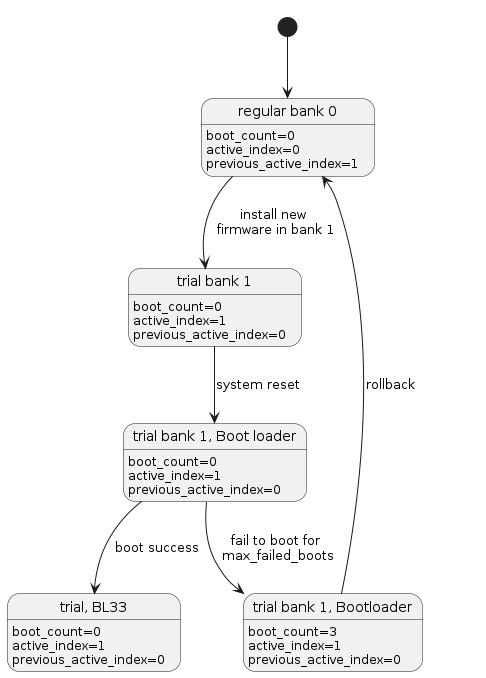 regular bank 0
boot_count=0
active_index=0
previous_active_index=1
install new
firmware in bank 1
trial bank 1
boot_count=0
active_index=1
previous_active_index=0
system reset
rollback
trial bank 1, Boot loader
boot_count=0
active_index=1
previous_active_index=0
boot success
fail to boot for
max_failed_boots
trial, BL33
boot_count=0
active_index=1
previous_active_index=0
trial bank 1, Bootloader
boot_count=3
active_index=1
previous_active_index=0